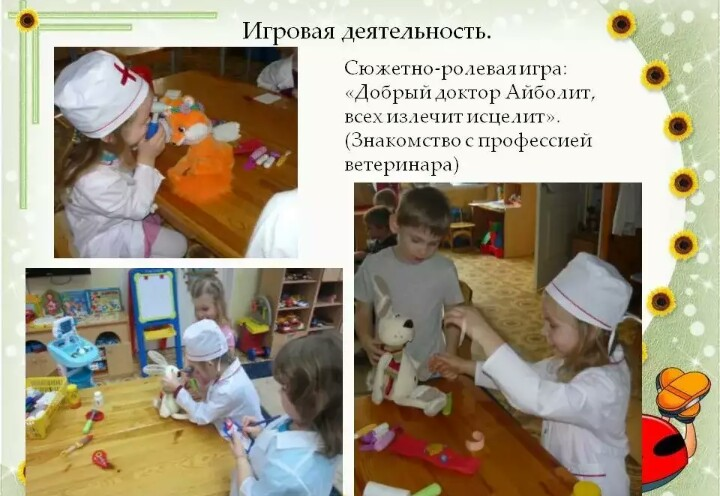 Игровая деятельность.
Сюжетно-ролевая игра:
«Добрый доктор Айболит,
всех излечит исцелит».
(Знакомство с профессией
ветеринара)